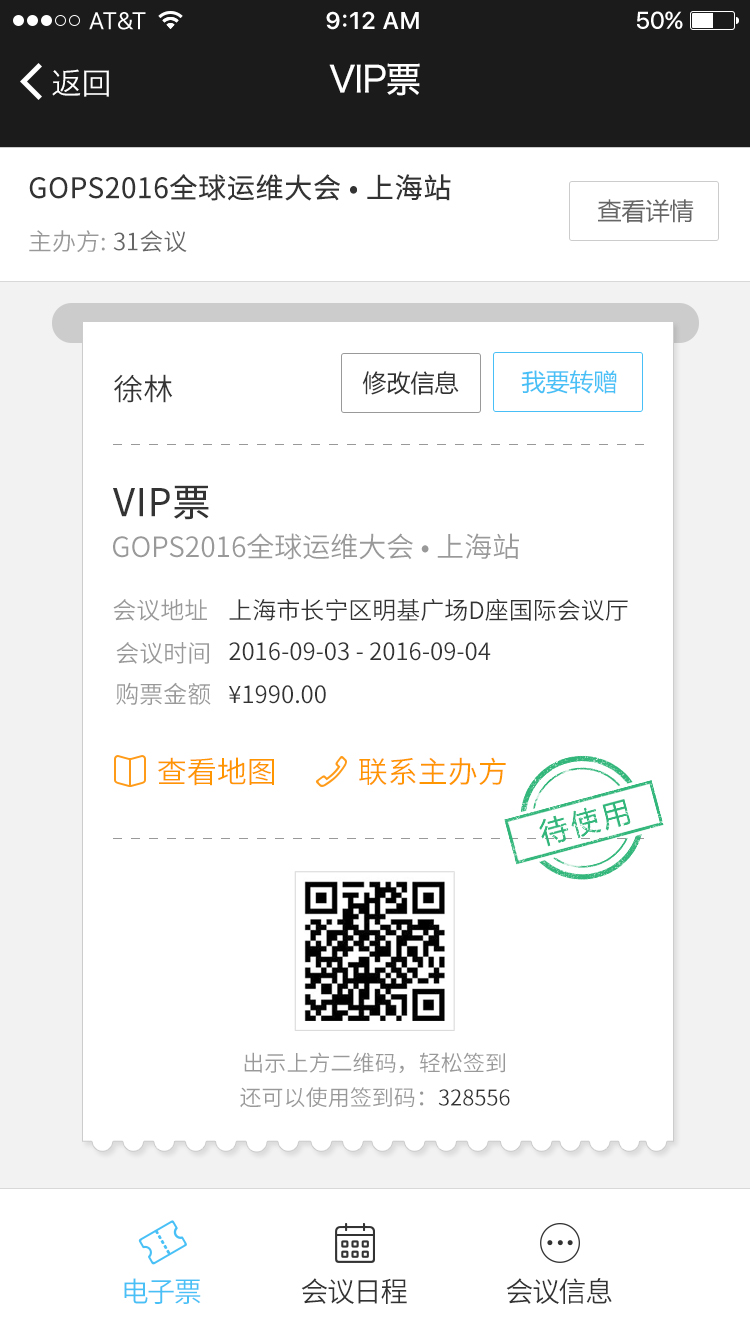 AT&T 9:12 AM 50%
返回 VIP票
GOPS2016全球运维大会 • 上海站
主办方: 31会议
查看详情
徐林 修改信息 我要转赠
VIP票
GOPS2016全球运维大会 • 上海站
会议地址 上海市长宁区明基广场D座国际会议厅
会议时间 2016-09-03 - 2016-09-04
购票金额 ¥1990.00
查看地图 联系主办方
待使用
出示上方二维码，轻松签到
还可以使用签到码：328556
电子票 会议日程 会议信息